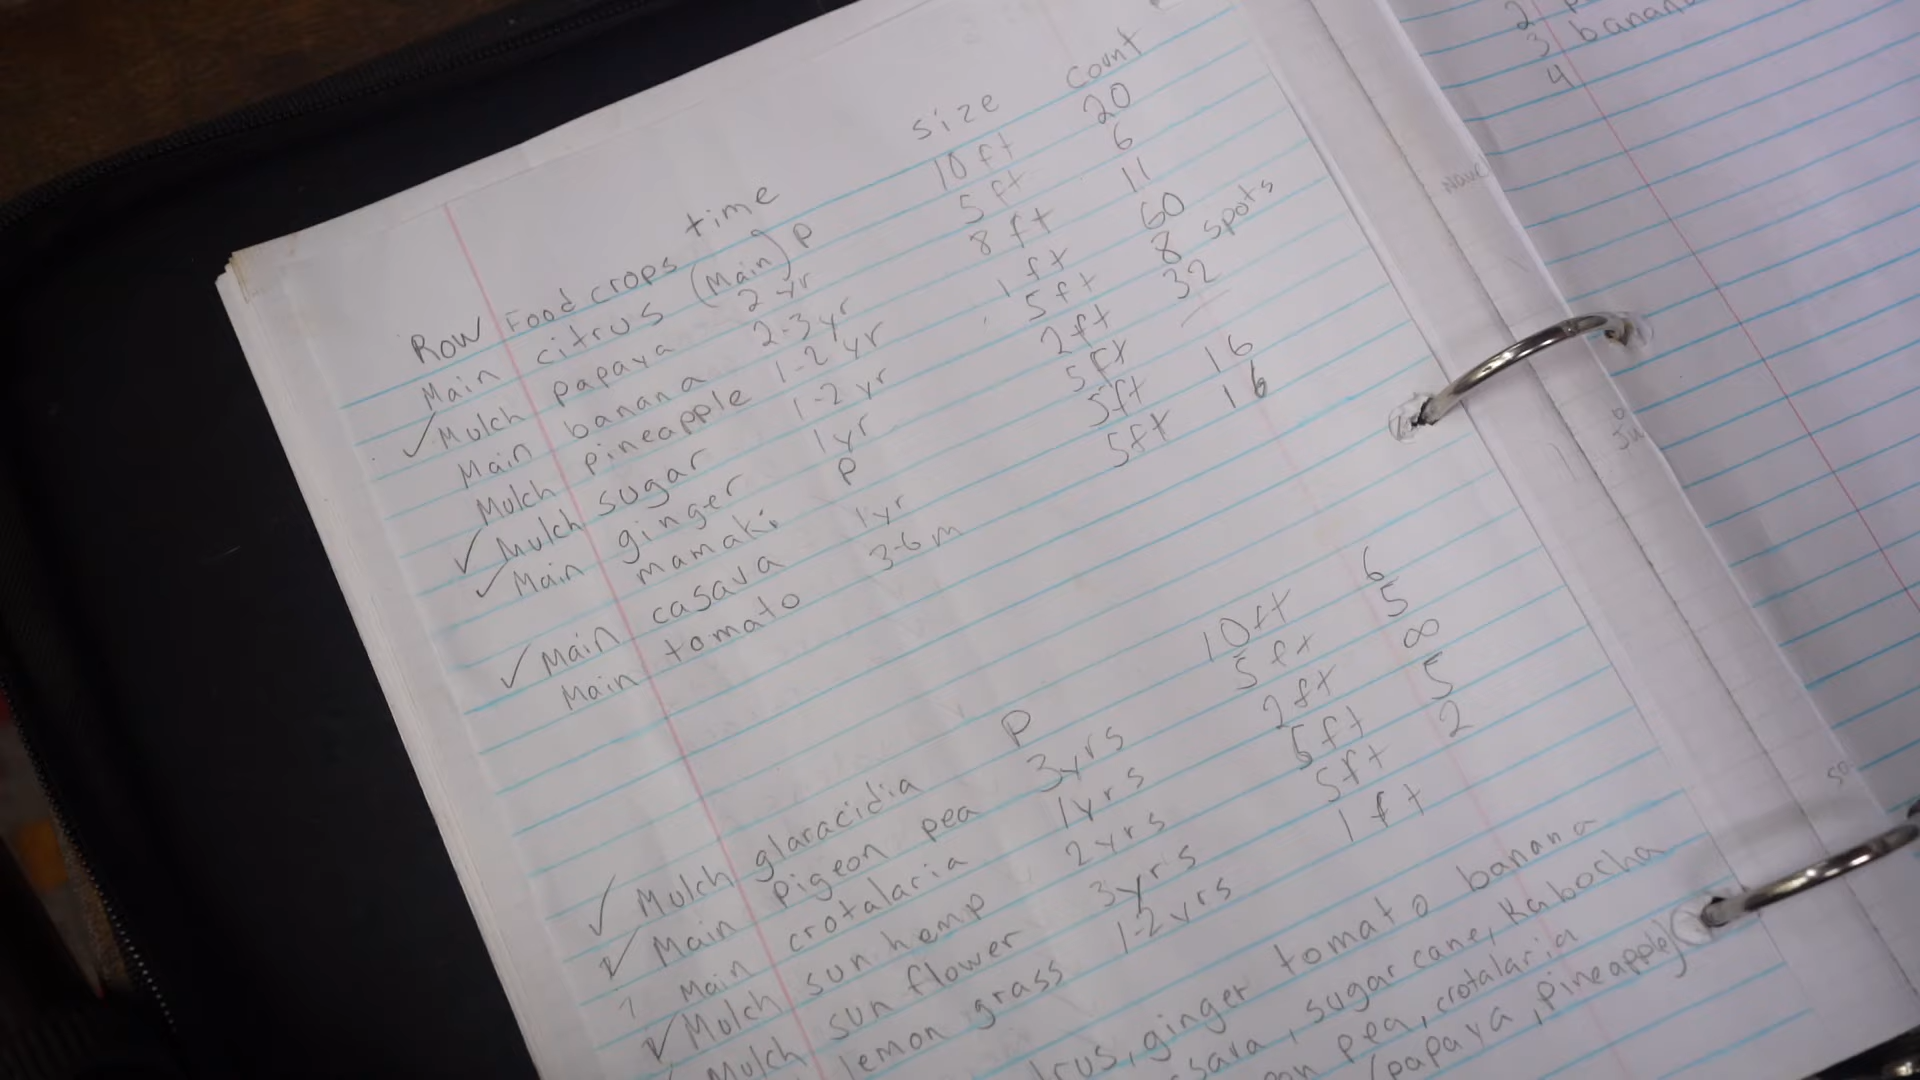 Row Food crops time size count
Main citrus (Main) P 10 ft 20
✓ Mulch papaya 2 yr 5 ft 6
Main banana 2-3 yr 8 ft 11
Mulch pineapple 1-2 yr 1 ft 60
✓ Mulch sugar 1-2 yr 5 ft 8 spots
✓ Main ginger 1 yr 2 ft 32
mamaki P 5 ft
✓ Main casava 1 yr 5 ft 16
Main tomato 3-6 m 5 ft 16
✓ Mulch glaracidia P 10 ft 6
✓ Main pigeon pea 3 yrs 5 ft 5
? Main crotalaria 1 yrs 2 ft ∞
✓ Mulch sun hemp 2 yrs 5 ft 5
Mulch sun flower 3 yrs 5 ft 2
lemon grass 1-2 yrs 1 ft
ginger tomato banana
sugar cane, Kabocha
pea, crotalaria
(papaya, pineapple)
2
3 banana
4